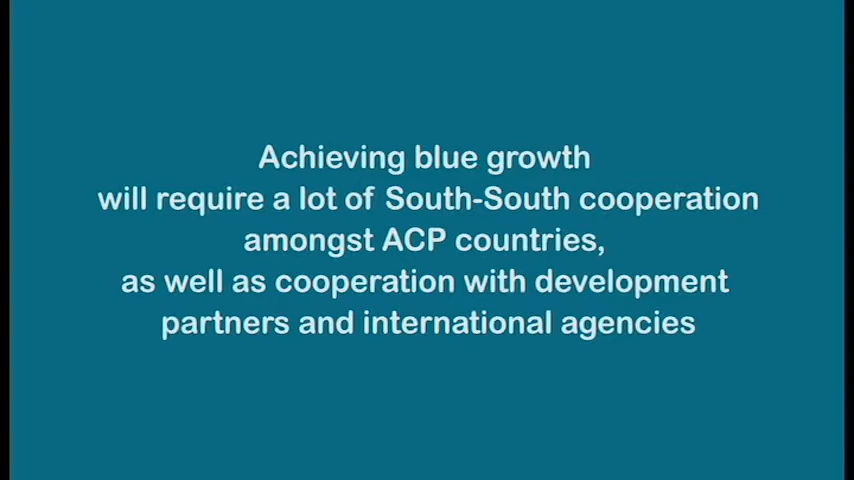 Achieving blue growth
will require a lot of South-South cooperation
amongst ACP countries,
as well as cooperation with development
partners and international agencies